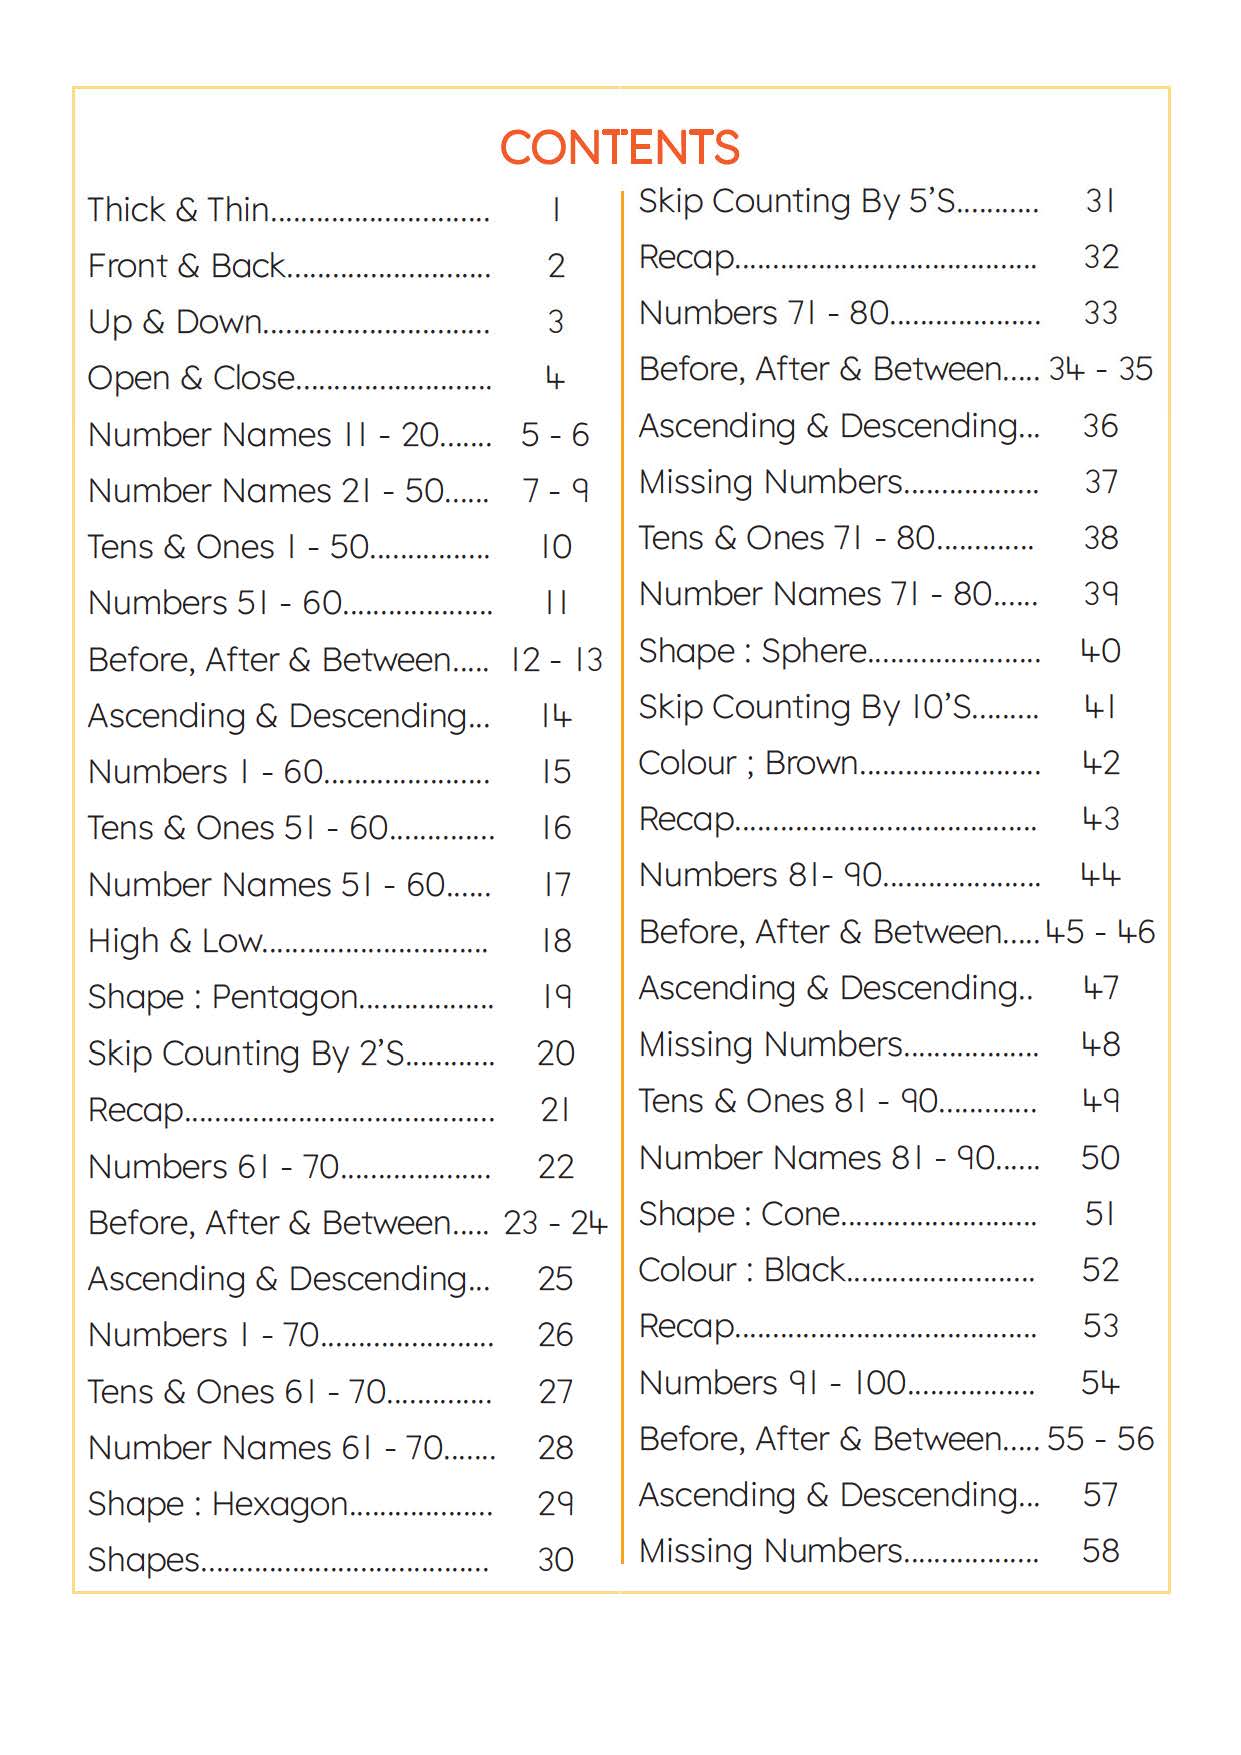 CONTENTS
Thick & Thin............................. 1
Front & Back........................... 2
Up & Down.............................. 3
Open & Close.......................... 4
Number Names 11 - 20....... 5 - 6
Number Names 21 - 50...... 7 - 9
Tens & Ones 1 - 50................ 10
Numbers 51 - 60.................... 11
Before, After & Between..... 12 - 13
Ascending & Descending... 14
Numbers 1 - 60...................... 15
Tens & Ones 51 - 60.............. 16
Number Names 51 - 60...... 17
High & Low.............................. 18
Shape : Pentagon.................. 19
Skip Counting By 2’S............ 20
Recap......................................... 21
Numbers 61 - 70.................... 22
Before, After & Between..... 23 - 24
Ascending & Descending... 25
Numbers 1 - 70....................... 26
Tens & Ones 61 - 70.............. 27
Number Names 61 - 70....... 28
Shape : Hexagon................... 29
Shapes...................................... 30
Skip Counting By 5’S........... 31
Recap........................................ 32
Numbers 71 - 80.................... 33
Before, After & Between..... 34 - 35
Ascending & Descending... 36
Missing Numbers.................. 37
Tens & Ones 71 - 80............. 38
Number Names 71 - 80...... 39
Shape : Sphere....................... 40
Skip Counting By 10’S......... 41
Colour ; Brown........................ 42
Recap........................................ 43
Numbers 81- 90..................... 44
Before, After & Between..... 45 - 46
Ascending & Descending.. 47
Missing Numbers.................. 48
Tens & Ones 81 - 90............. 49
Number Names 81 - 90...... 50
Shape : Cone.......................... 51
Colour : Black......................... 52
Recap........................................ 53
Numbers 91 - 100................. 54
Before, After & Between..... 55 - 56
Ascending & Descending... 57
Missing Numbers.................. 58